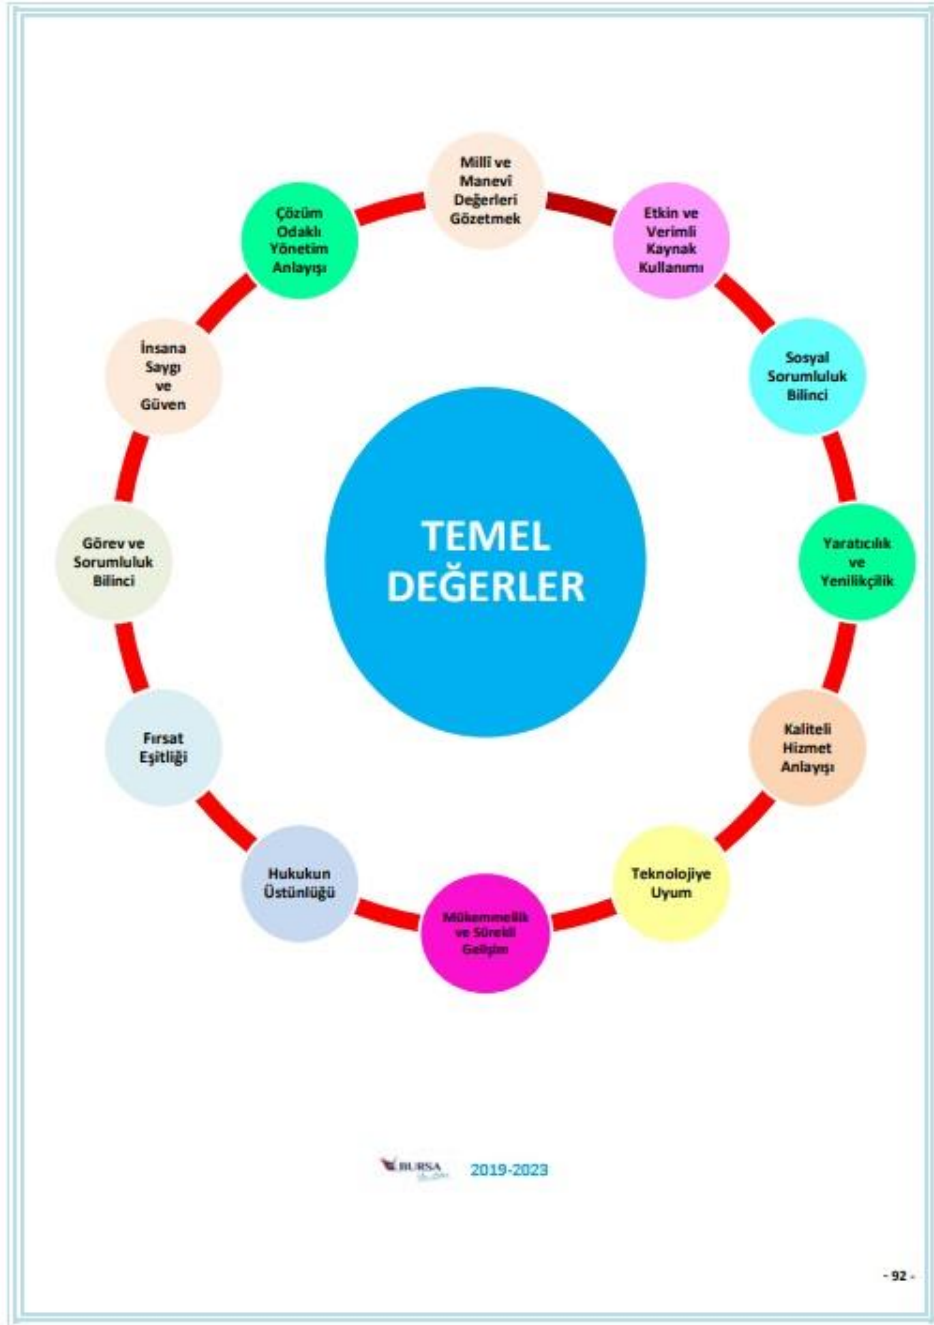 Millî ve
Manevî
Değerleri
Gözetmek
Etkin ve
Verimli
Kaynak
Kullanımı
Sosyal
Sorumluluk
Bilinci
Yaratıcılık
ve
Yenilikçilik
Kaliteli
Hizmet
Anlayışı
Teknolojiye
Uyum
Mükemmellik
ve Sürekli
Gelişim
Hukukun
Üstünlüğü
Fırsat
Eşitliği
Görev ve
Sorumluluk
Bilinci
İnsana
Saygı
ve
Güven
Çözüm
Odaklı
Yönetim
Anlayışı
TEMEL
DEĞERLER
BURSA
2019-2023
- 92 -